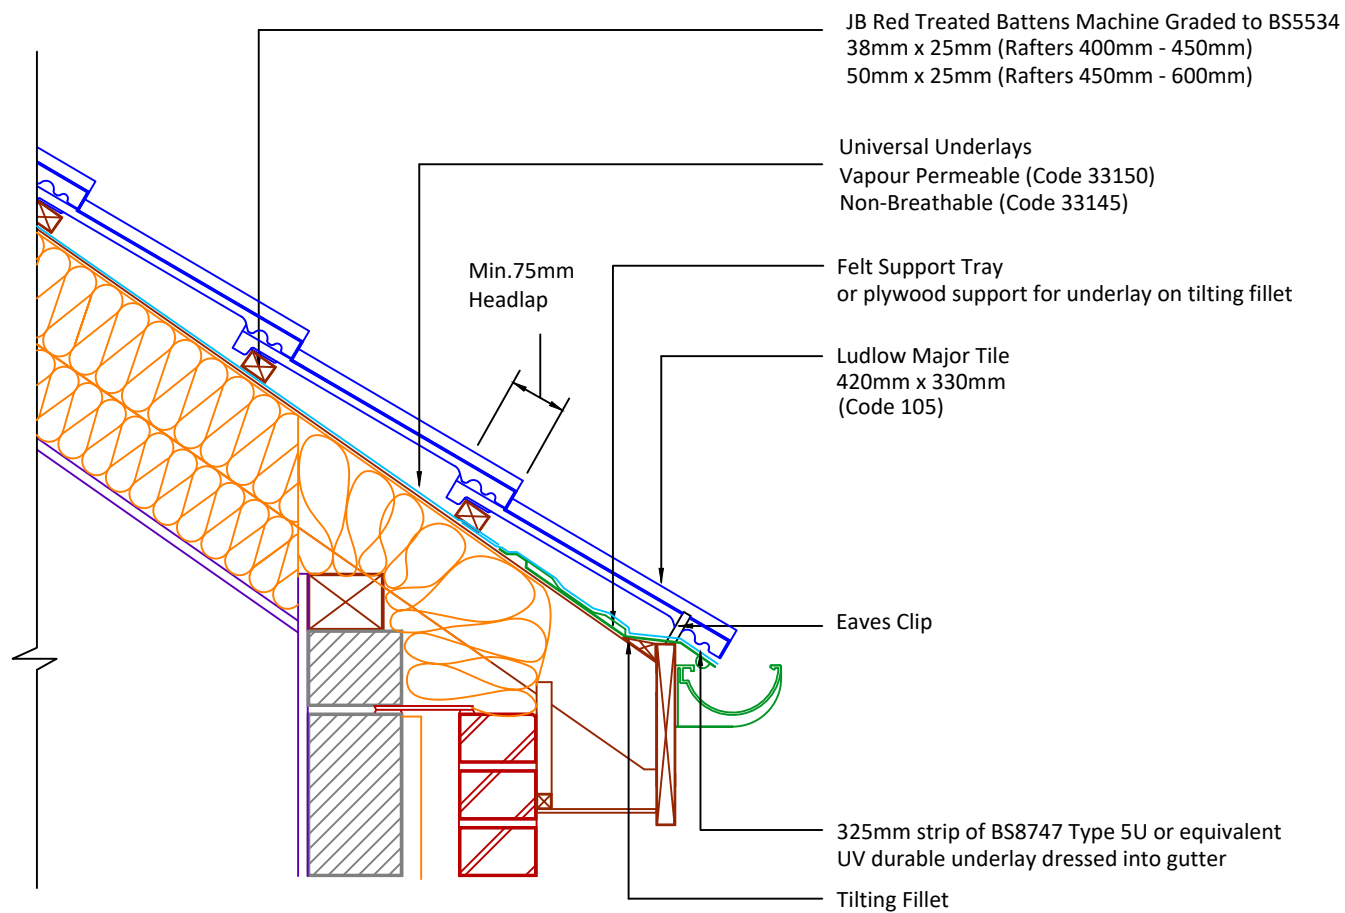 JB Red Treated Battens Machine Graded to BS5534
38mm x 25mm (Rafters 400mm - 450mm)
50mm x 25mm (Rafters 450mm - 600mm)
Universal Underlays
Vapour Permeable (Code 33150)
Non-Breathable (Code 33145)
Min.75mm
Headlap
Felt Support Tray
or plywood support for underlay on tilting fillet
Ludlow Major Tile
420mm x 330mm
(Code 105)
Eaves Clip
325mm strip of BS8747 Type 5U or equivalent
UV durable underlay dressed into gutter
Tilting Fillet